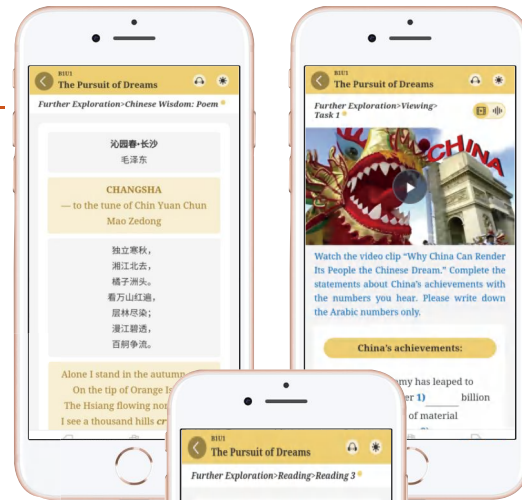 B1U1
The Pursuit of Dreams
Further Exploration>Chinese Wisdom: Poem
沁园春·长沙
毛泽东
CHANGSHA
— to the tune of Chin Yuan Chun
Mao Zedong
独立寒秋，
湘江北去，
橘子洲头。
看万山红遍，
层林尽染；
漫江碧透，
百舸争流。
Alone I stand in the autumn
On the tip of Orange
The Hsiang flowing
I see a thousand hills
B1U1
The Pursuit of Dreams
Further Exploration>Viewing>
Task 1
CHINA
Watch the video clip “Why China Can Render
Its People the Chinese Dream.” Complete the
statements about China’s achievements with
the numbers you hear. Please write down
the Arabic numbers only.
China’s achievements:
has leaped to
1) billion
of material
B1U1
The Pursuit of Dreams
Further Exploration>Reading>Reading 3